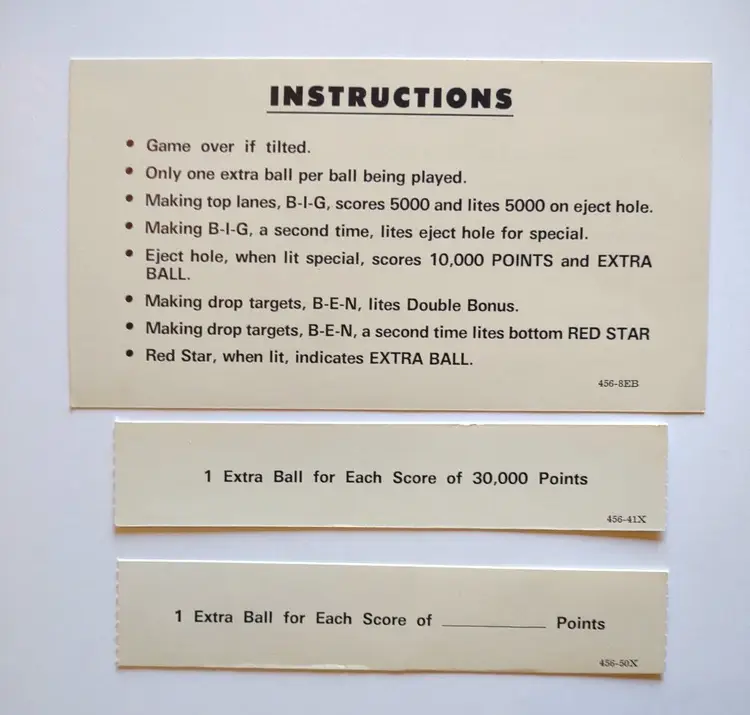 INSTRUCTIONS
• Game over if tilted.
• Only one extra ball per ball being played.
• Making top lanes, B-I-G, scores 5000 and lites 5000 on eject hole.
• Making B-I-G, a second time, lites eject hole for special.
• Eject hole, when lit special, scores 10,000 POINTS and EXTRA
BALL.
• Making drop targets, B-E-N, lites Double Bonus.
• Making drop targets, B-E-N, a second time lites bottom RED STAR
• Red Star, when lit, indicates EXTRA BALL.
456-8EB
1 Extra Ball for Each Score of 30,000 Points
456-41X
1 Extra Ball for Each Score of __________ Points
456-50X